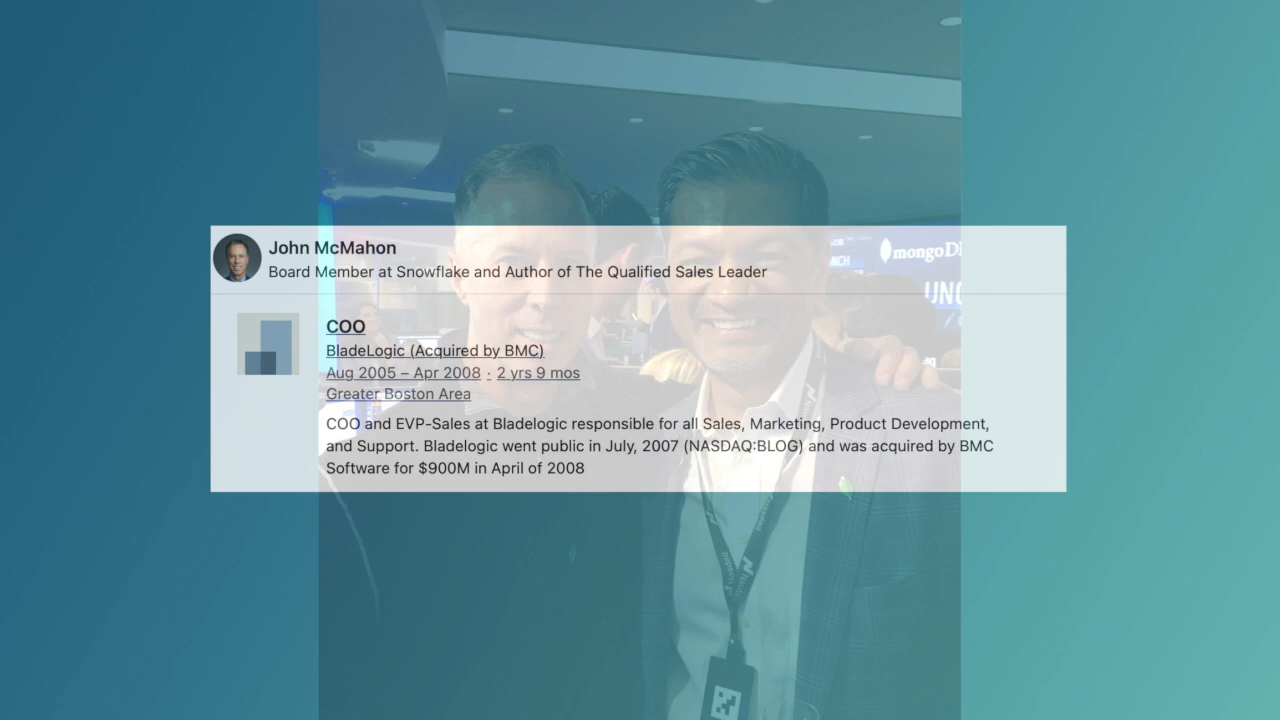 John McMahon
Board Member at Snowflake and Author of The Qualified Sales Leader
mongoD
UNC
COO
BladeLogic (Acquired by BMC)
Aug 2005 – Apr 2008 · 2 yrs 9 mos
Greater Boston Area
COO and EVP-Sales at Bladelogic responsible for all Sales, Marketing, Product Development,
and Support. Bladelogic went public in July, 2007 (NASDAQ:BLOG) and was acquired by BMC
Software for $900M in April of 2008